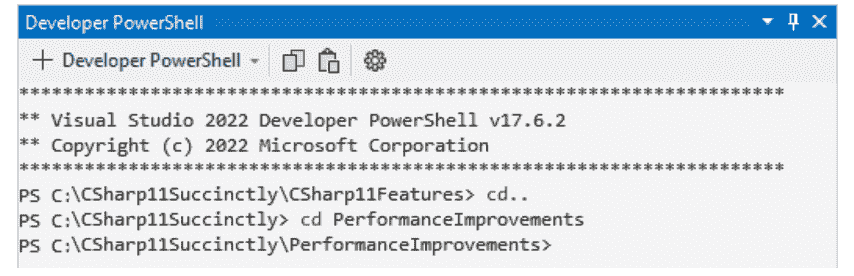 Developer PowerShell
Developer PowerShell
**********************************************************************
** Visual Studio 2022 Developer PowerShell v17.6.2
** Copyright (c) 2022 Microsoft Corporation
**********************************************************************
PS C:\CSharp11Succinctly\CSharp11Features> cd..
PS C:\CSharp11Succinctly> cd PerformanceImprovements
PS C:\CSharp11Succinctly\PerformanceImprovements>